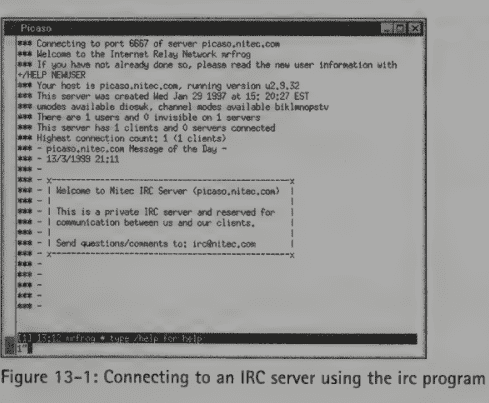 Picaso
*** Connecting to port 6667 of server picaso.nitec.com
*** Welcome to the Internet Relay Network mrfrog
*** If you have not already done so, please read the new user information with
+/HELP NEWUSER
*** Your host is picaso.nitec.com, running version u2.9.32
*** This server was created Wed Jan 29 1997 at 15: 20:27 EST
*** umodes available dioswk, channel modes available biklmnopstv
*** There are 1 users and 0 invisible on 1 servers
*** This server has 1 clients and 0 servers connected
*** Highest connection count: 1 (1 clients)
*** - picaso.nitec.com Message of the Day -
*** - 13/3/1999 21:11
*** -
*** - x-----------------------------------------------------x
*** - | Welcome to Nitec IRC Server (picaso.nitec.com) |
*** - | |
*** - | This is a private IRC server and reserved for |
*** - | communication between us and our clients. |
*** - | |
*** - | Send questions/comments to: irc@nitec.com |
*** - x-----------------------------------------------------x
*** -
*** -
*** -
*** -
[1] 13:12 mrfrog * type /help for help
1"
Figure 13-1: Connecting to an IRC server using the irc program